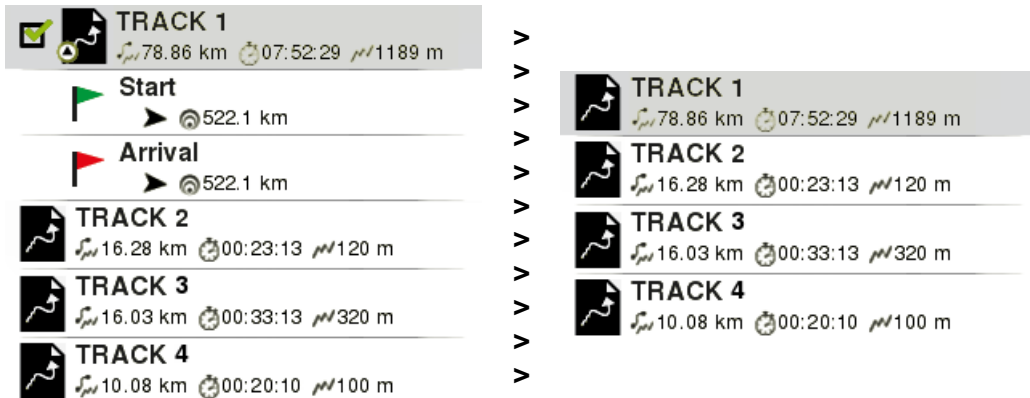 TRACK 1
78.86 km 07:52:29 1189 m
Start
522.1 km
Arrival
522.1 km
TRACK 2
16.28 km 00:23:13 120 m
TRACK 3
16.03 km 00:33:13 320 m
TRACK 4
10.08 km 00:20:10 100 m
>
>
>
>
>
>
>
>
>
>
>
TRACK 1
78.86 km 07:52:29 1189 m
TRACK 2
16.28 km 00:23:13 120 m
TRACK 3
16.03 km 00:33:13 320 m
TRACK 4
10.08 km 00:20:10 100 m